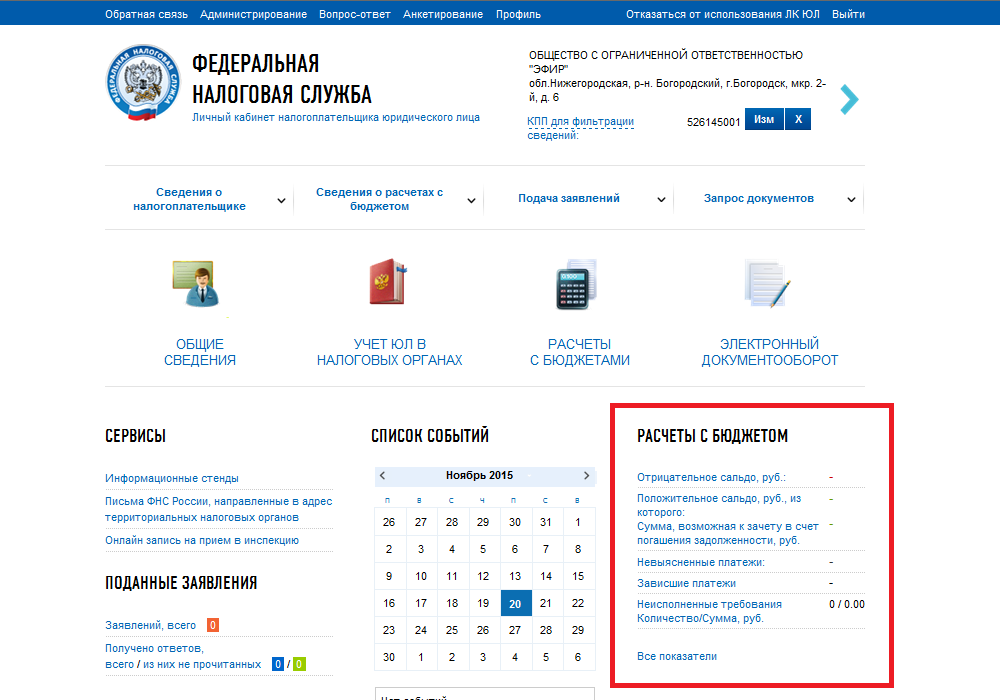 Обратная связь Администрирование Вопрос-ответ Анкетирование Профиль Отказаться от использования ЛК ЮЛ Выйти
ФЕДЕРАЛЬНАЯ НАЛОГОВАЯ СЛУЖБА
ФЕДЕРАЛЬНАЯ
НАЛОГОВАЯ СЛУЖБА
Личный кабинет налогоплательщика юридического лица
ОБЩЕСТВО С ОГРАНИЧЕННОЙ ОТВЕТСТВЕННОСТЬЮ
"ЭФИР"
обл.Нижегородская, р-н. Богородский, г.Богородск, мкр. 2-
й, д. 6
КПП для фильтрации
сведений:
526145001 Изм X
Сведения о
налогоплательщике
Сведения о расчетах с
бюджетом
Подача заявлений
Запрос документов
0.100
ОБЩИЕ
СВЕДЕНИЯ
УЧЕТ ЮЛ В
НАЛОГОВЫХ ОРГАНАХ
РАСЧЕТЫ
С БЮДЖЕТАМИ
ЭЛЕКТРОННЫЙ
ДОКУМЕНТООБОРОТ
СЕРВИСЫ
Информационные стенды
Письма ФНС России, направленные в адрес
территориальных налоговых органов
Онлайн запись на прием в инспекцию
ПОДАННЫЕ ЗАЯВЛЕНИЯ
Заявлений, всего 0
Получено ответов,
всего / из них не прочитанных 0 / 0
СПИСОК СОБЫТИЙ
Ноябрь 2015
п в с ч п с в
26 27 28 29 30 31 1
2 3 4 5 6 7 8
9 10 11 12 13 14 15
16 17 18 19 20 21 22
23 24 25 26 27 28 29
30 1 2 3 4 5 6
Нет событий
РАСЧЕТЫ С БЮДЖЕТОМ
Отрицательное сальдо, руб.: -
Положительное сальдо, руб., из -
которого:
Сумма, возможная к зачету в счет -
погашения задолженности, руб.
Невыясненные платежи: -
Зависшие платежи -
Неисполненные требования 0 / 0.00
Количество/Сумма, руб.
Все показатели